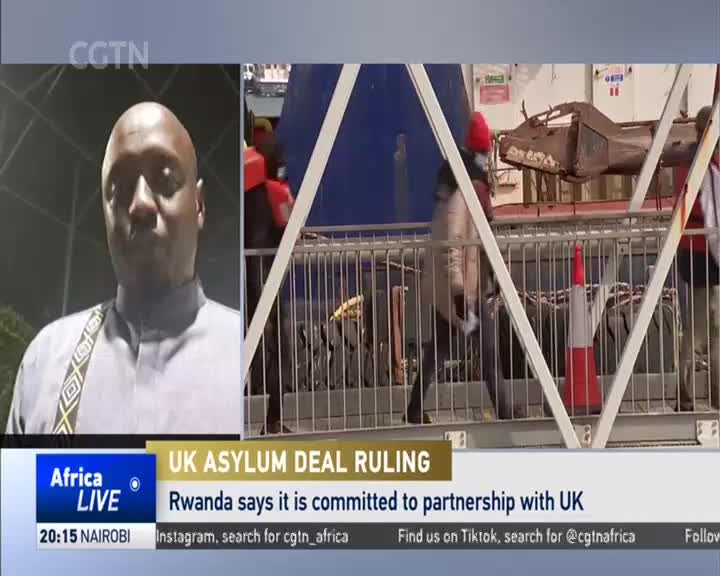 CGTN
UK ASYLUM DEAL RULING
Africa
LIVE
Rwanda says it is committed to partnership with UK
20:15 NAIROBI
Instagram, search for cgtn_africa
Find us on Tiktok, search for @cgtnafrica
Follow